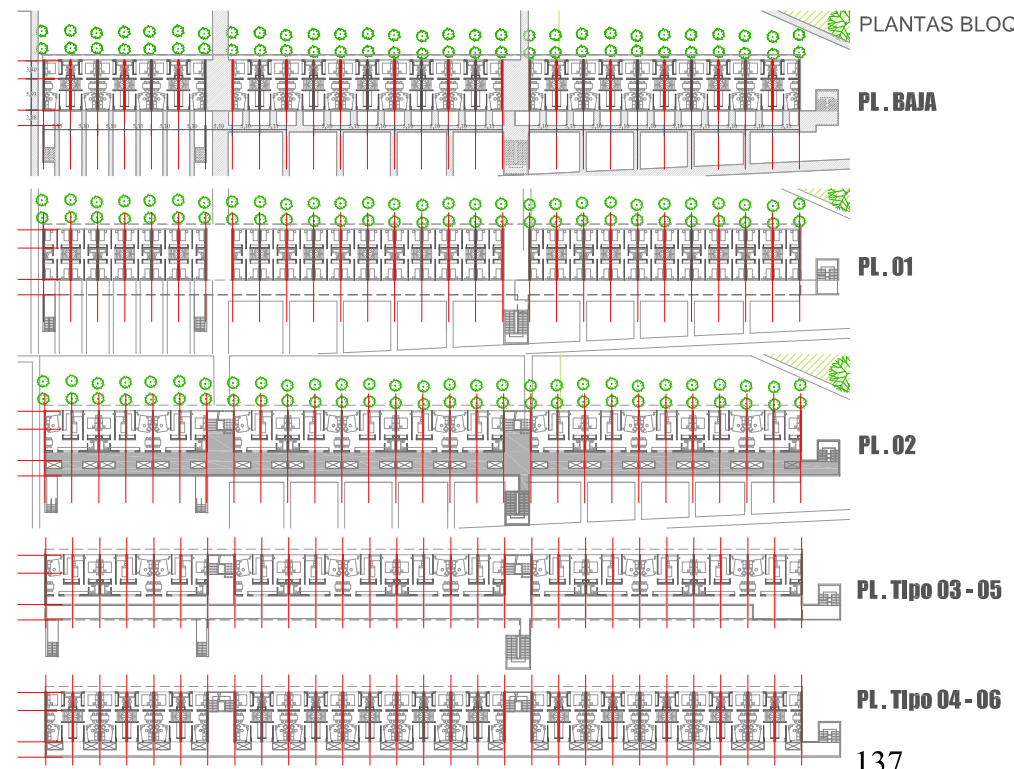 PLANTAS BLOQ
PL. BAJA
PL. 01
PL. 02
PL. Tipo 03 - 05
PL. Tipo 04 - 06
137